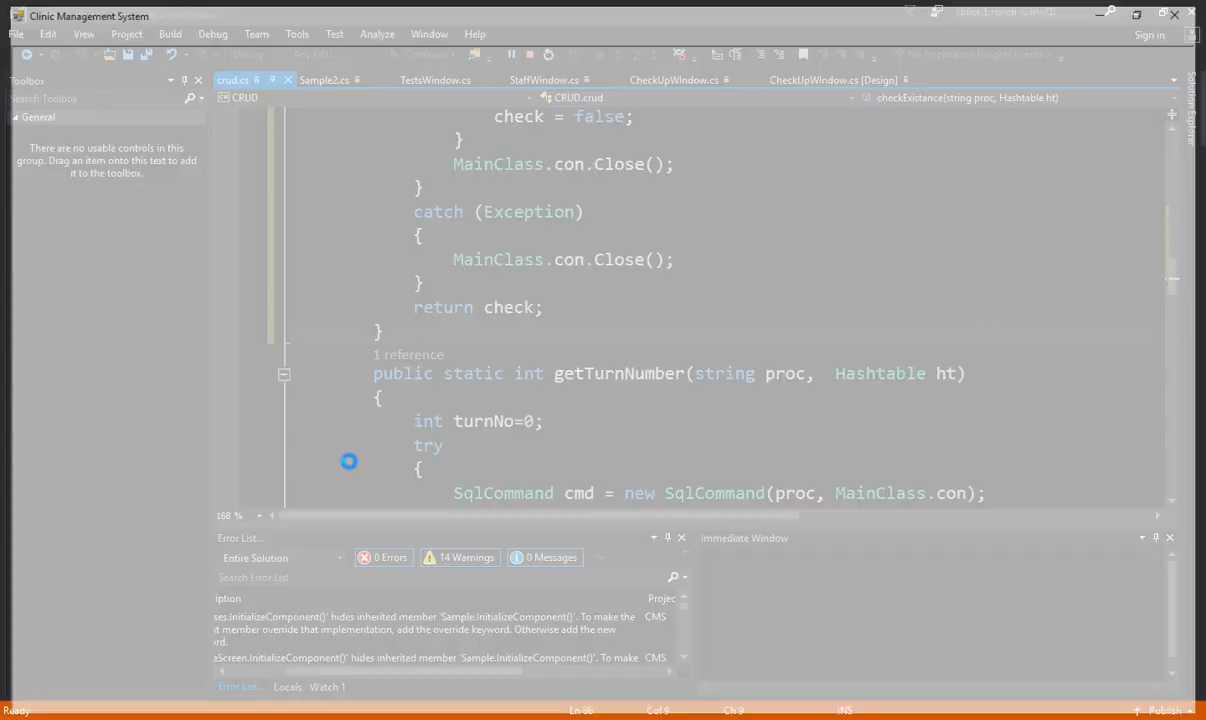 Clinic Management System
File Edit View Project Build Debug Team Tools Test Analyze Window Help
Sign in
Toolbox
crud.cs Sample2.cs TestsWindow.cs StaffWindow.cs CheckUpWIndow.cs CheckUpWIndow.cs [Design]
Search Toolbox
CRUD CRUD.crud checkExistance(string proc, Hashtable ht)
General
There are no usable controls in this
group. Drag an item onto this text to add
it to the toolbox.
Solution Explorer
check = false;
}
MainClass.con.Close();
}
catch (Exception)
{
MainClass.con.Close();
}
return check;
}
1 reference
public static int getTurnNumber(string proc, Hashtable ht)
{
int turnNo=0;
try
{
SqlCommand cmd = new SqlCommand(proc, MainClass.con);
168 %
Error List... Immediate Window
Entire Solution 0 Errors 14 Warnings 0 Messages
Search Error List
iption Projec
ses.InitializeComponent()' hides inherited member 'Sample.InitializeComponent()'. To make the CMS
nt member override that implementation, add the override keyword. Otherwise add the new
rd.
eScreen.InitializeComponent()' hides inherited member 'Sample.InitializeComponent()'. To make CMS
Error List... Locals Watch 1
Ready Ln 86 Col 9 Ch 9 INS Publish